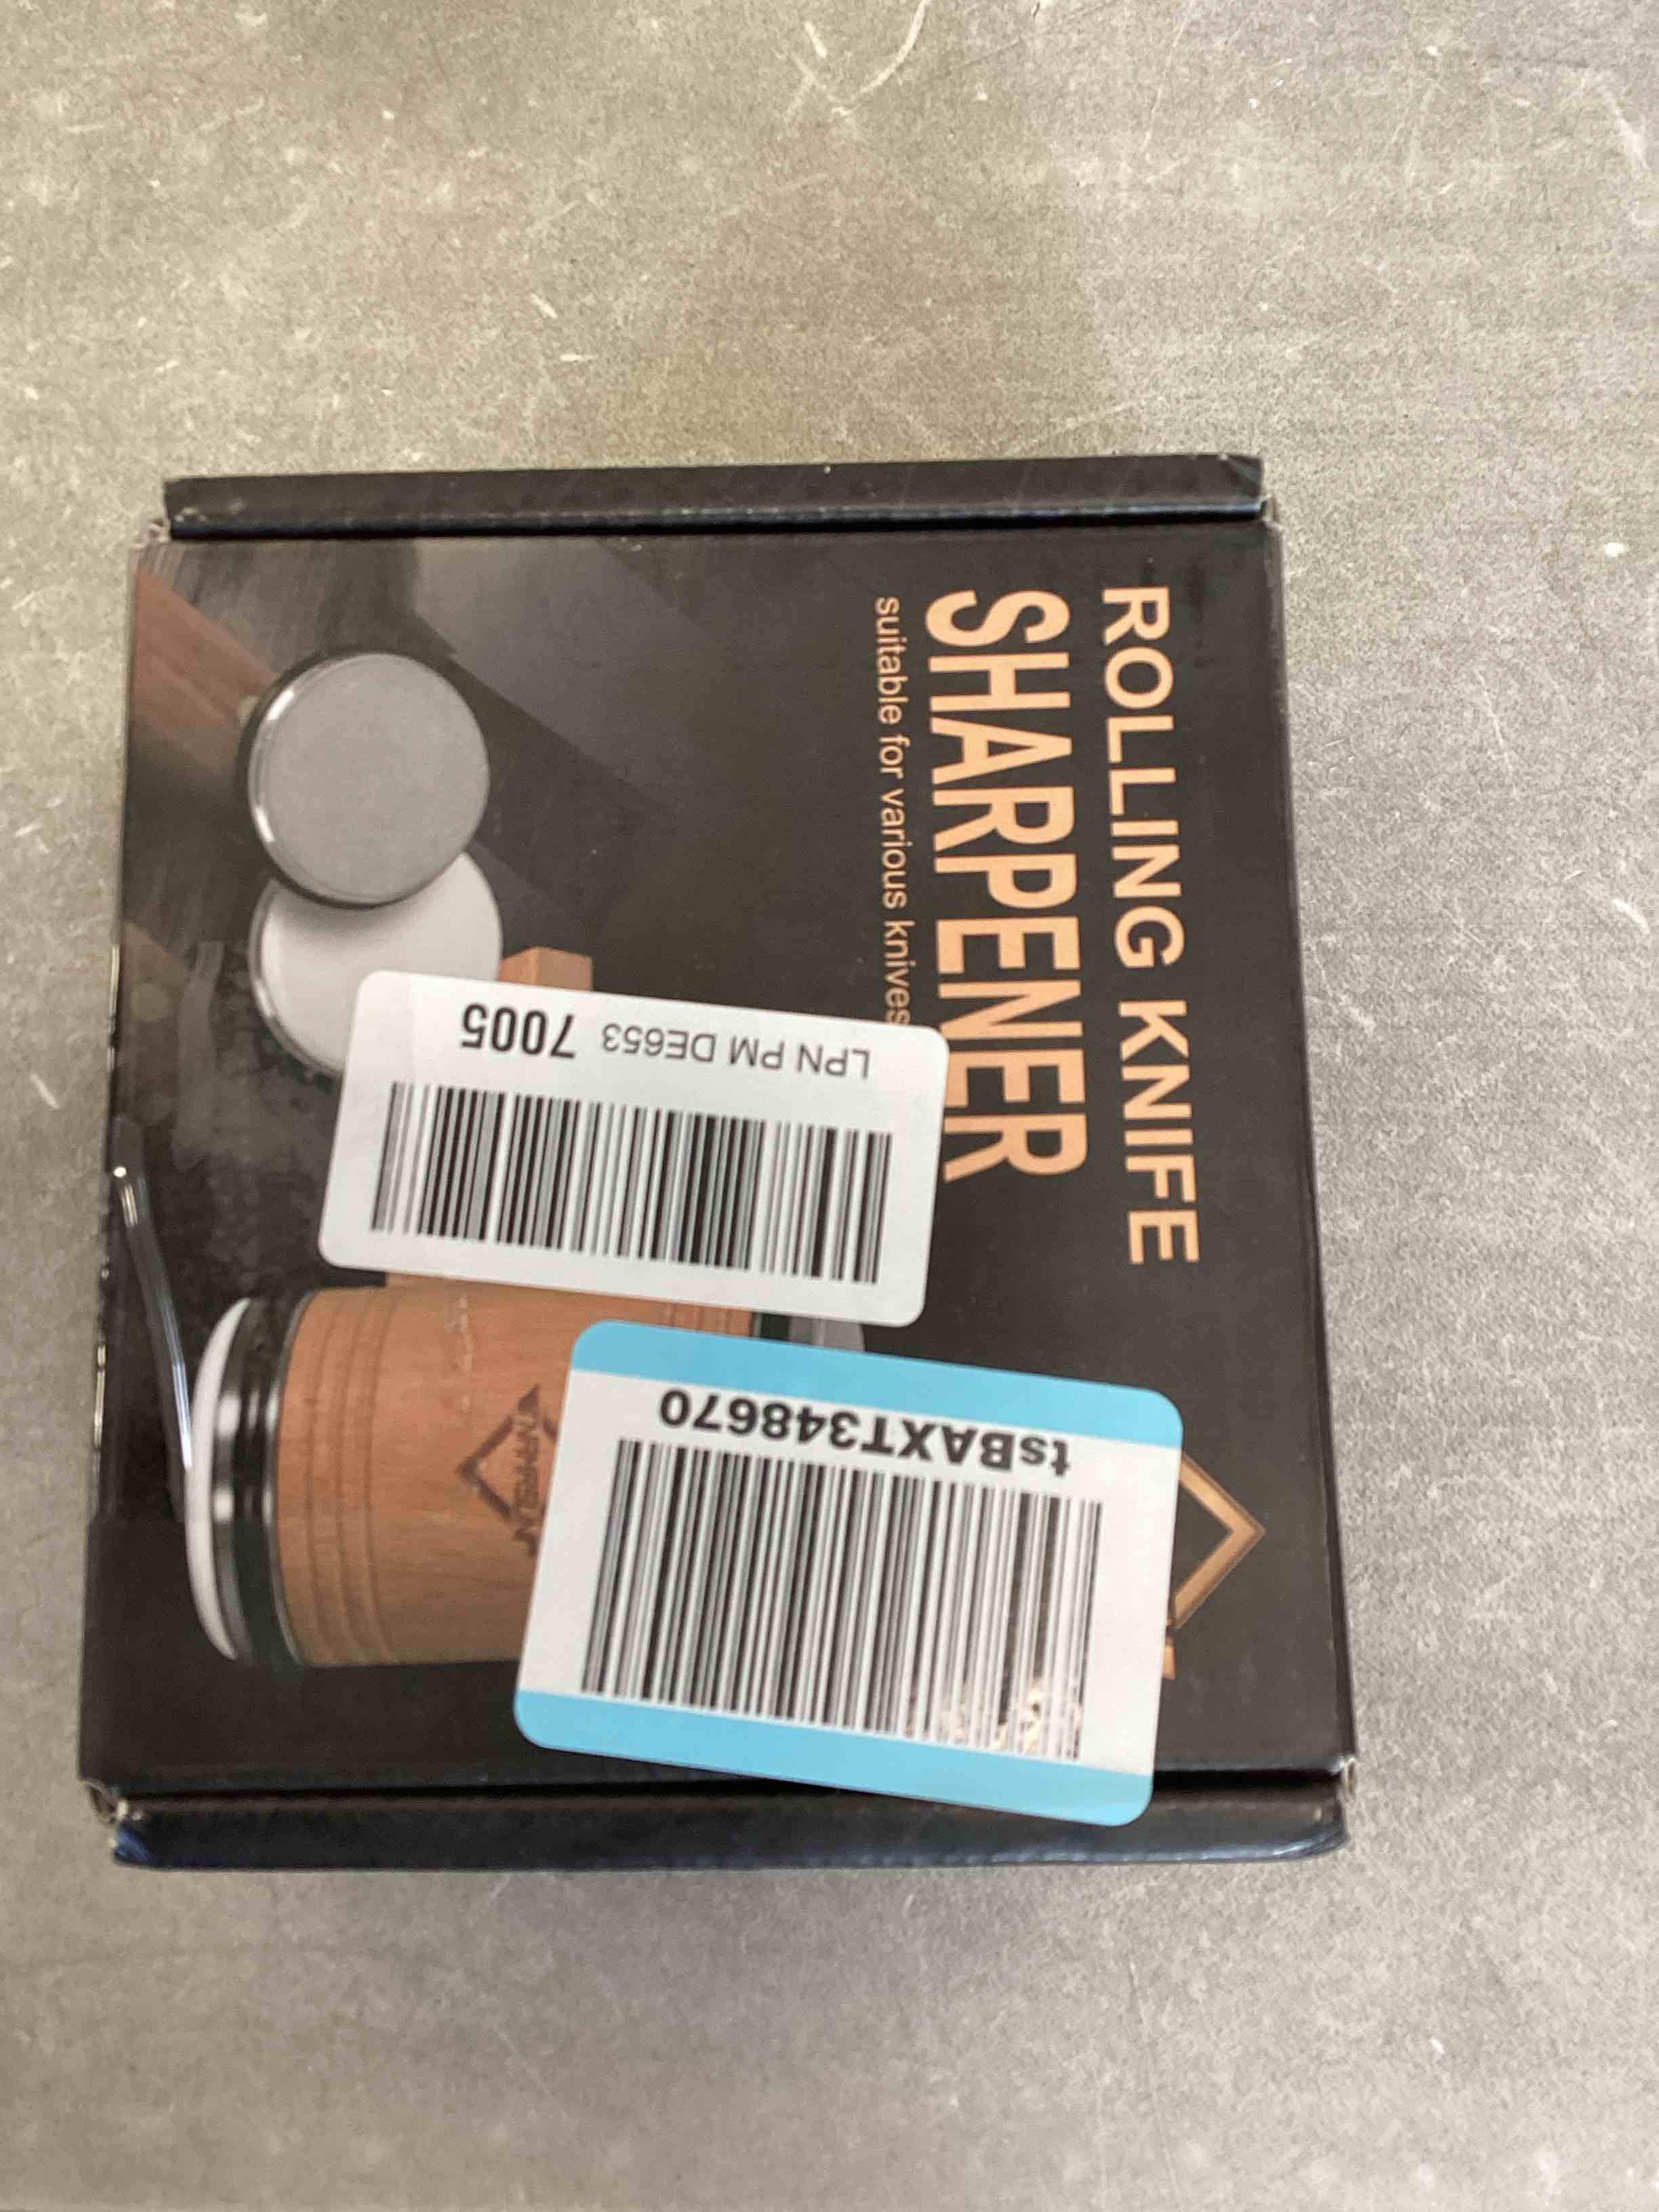 ROLLING KNIFE
SHARPENER
suitable for various knives
LPN PM DE653 7005
tsBAXT348670